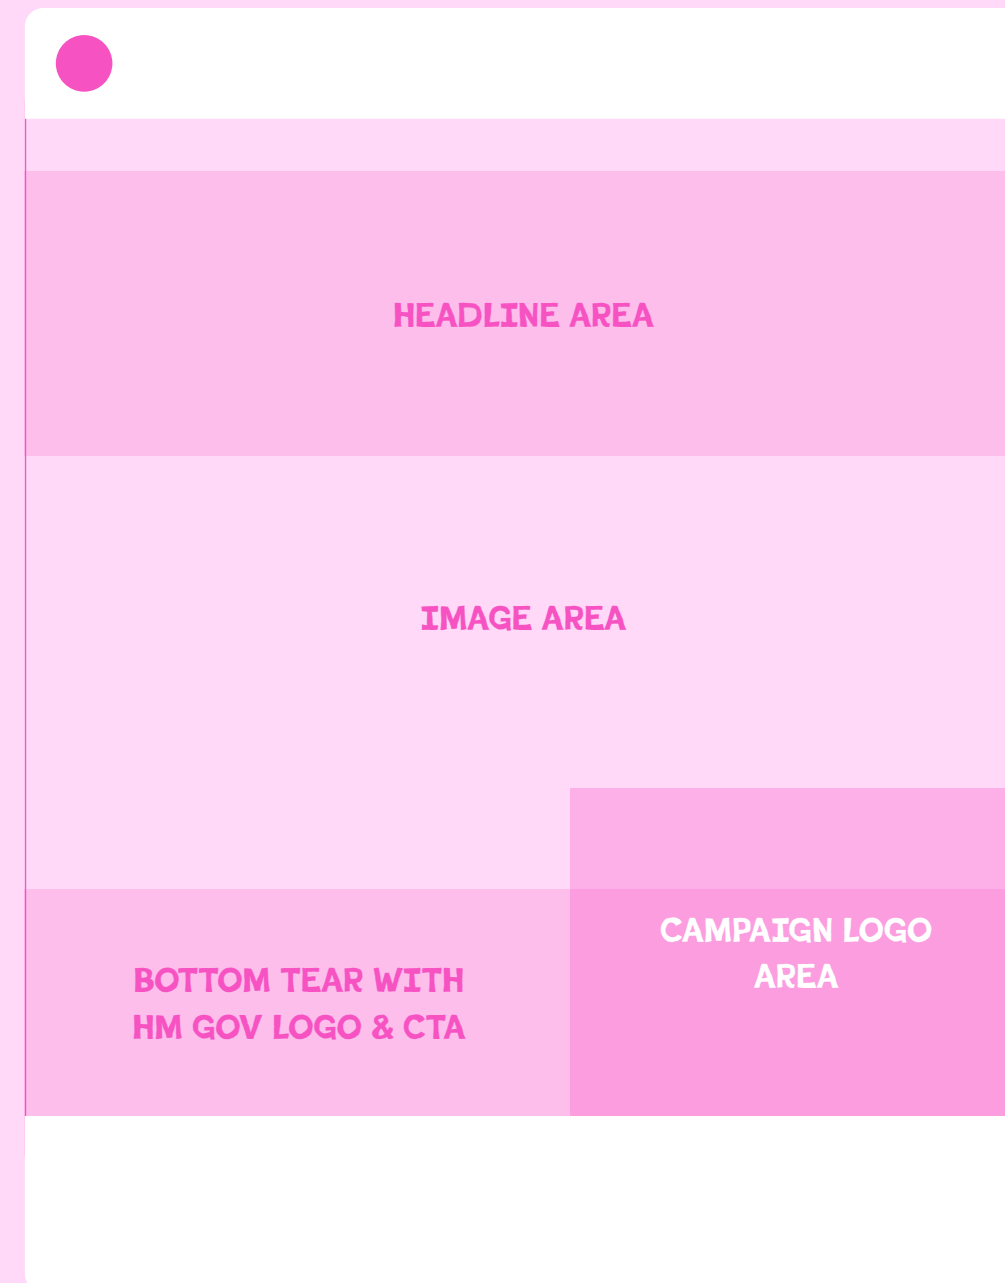 HEADLINE AREA
IMAGE AREA
CAMPAIGN LOGO
AREA
BOTTOM TEAR WITH
HM GOV LOGO & CTA